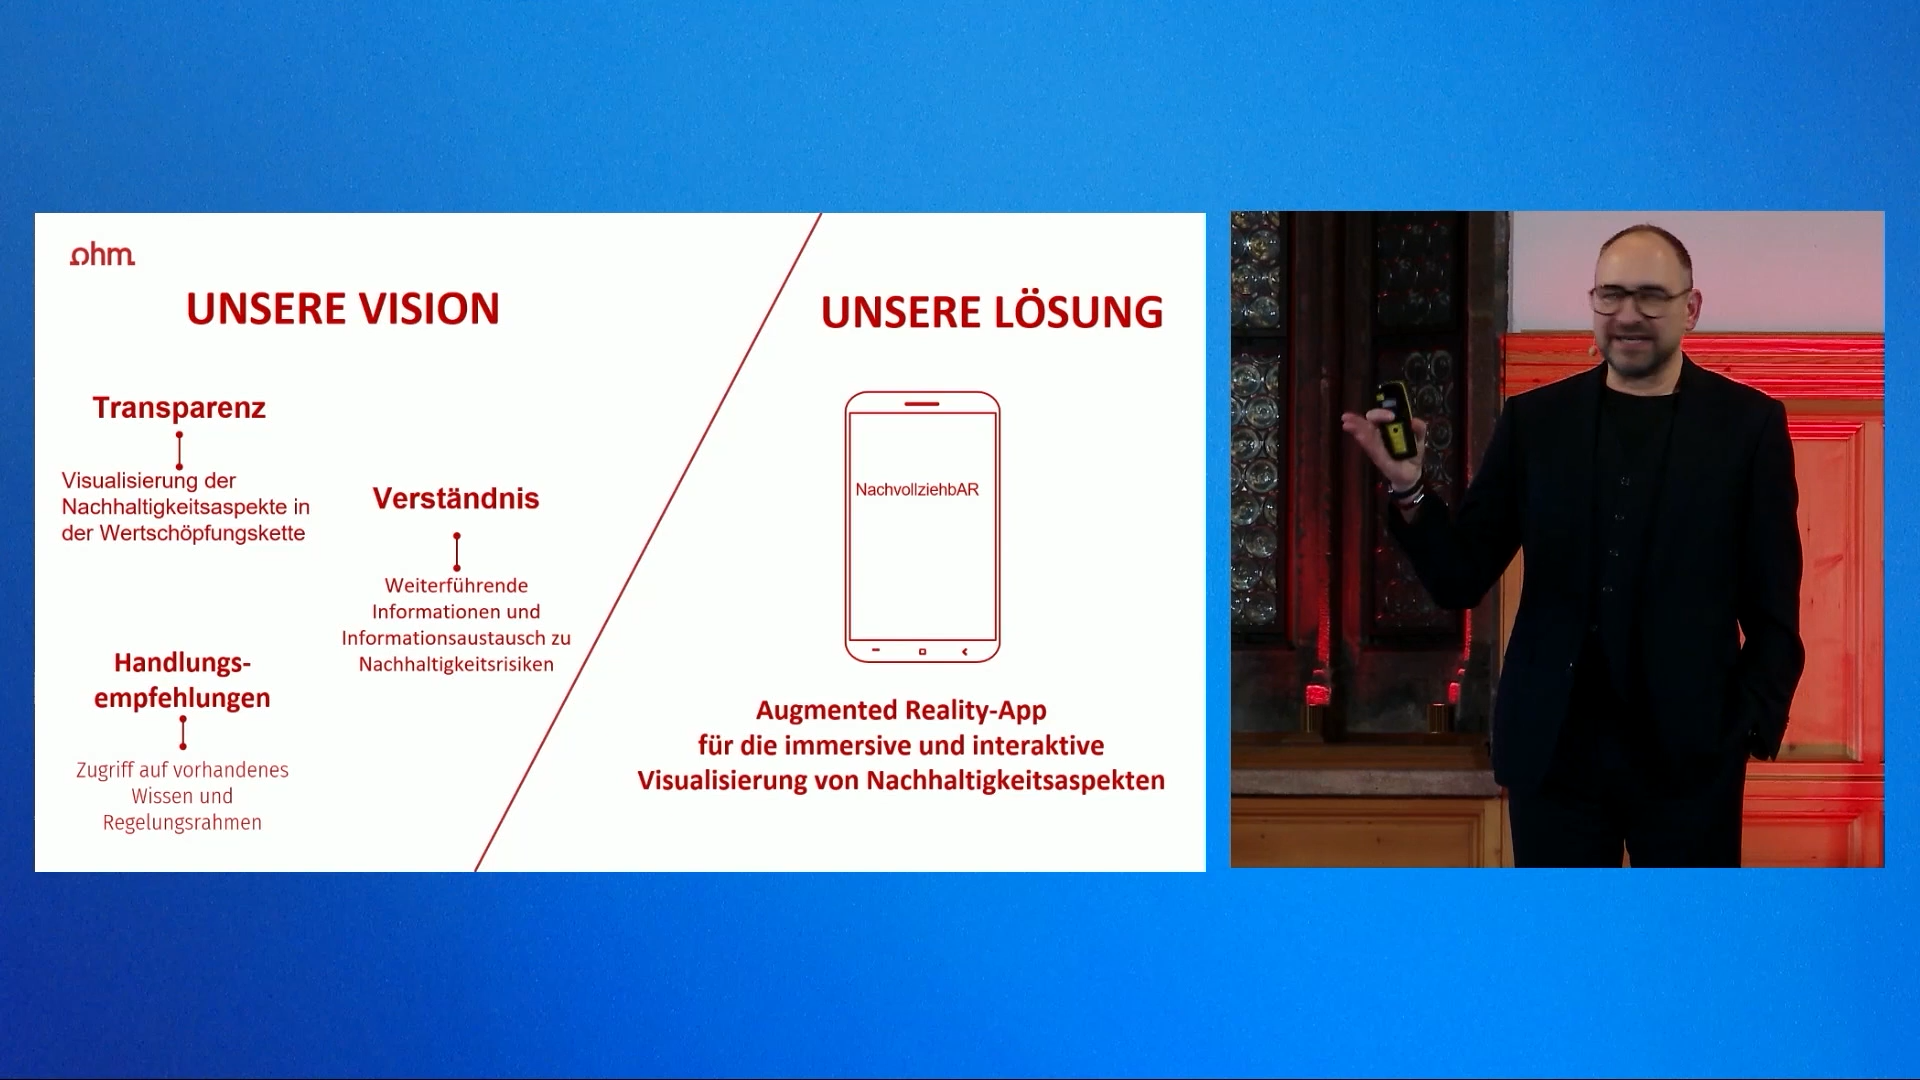 ohm
UNSERE VISION
Transparenz
Visualisierung der
Nachhaltigkeitsaspekte in
der Wertschöpfungskette
Verständnis
Weiterführende
Informationen und
Informationsaustausch zu
Nachhaltigkeitsrisiken
Handlungs-
empfehlungen
Zugriff auf vorhandenes
Wissen und
Regelungsrahmen
UNSERE LÖSUNG
NachvollziehbAR
Augmented Reality-App
für die immersive und interaktive
Visualisierung von Nachhaltigkeitsaspekten